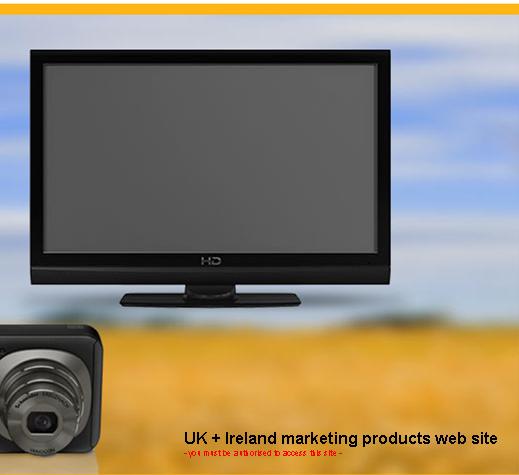 HD
UK + Ireland marketing products web site
- you must be authorised to access this site -